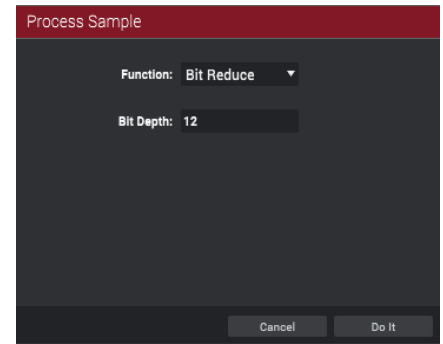 Process Sample
Function: Bit Reduce
Bit Depth: 12
Cancel Do It